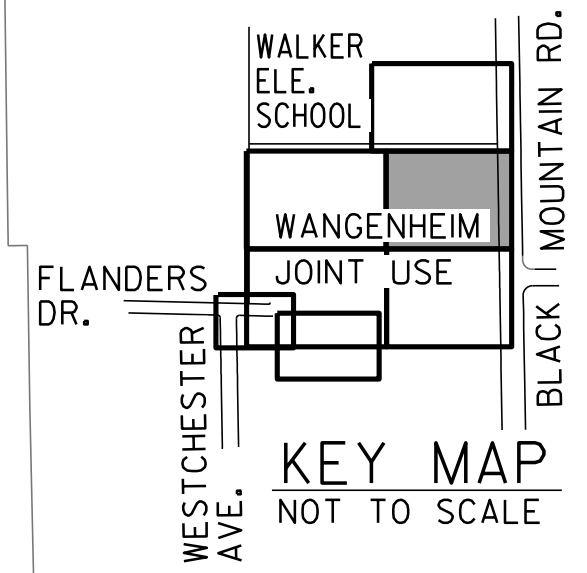 WALKER
ELE.
SCHOOL
BLACK MOUNTAIN RD.
WANGENHEIM
JOINT USE
FLANDERS
DR.
WESTCHESTER
AVE.
KEY MAP
NOT TO SCALE